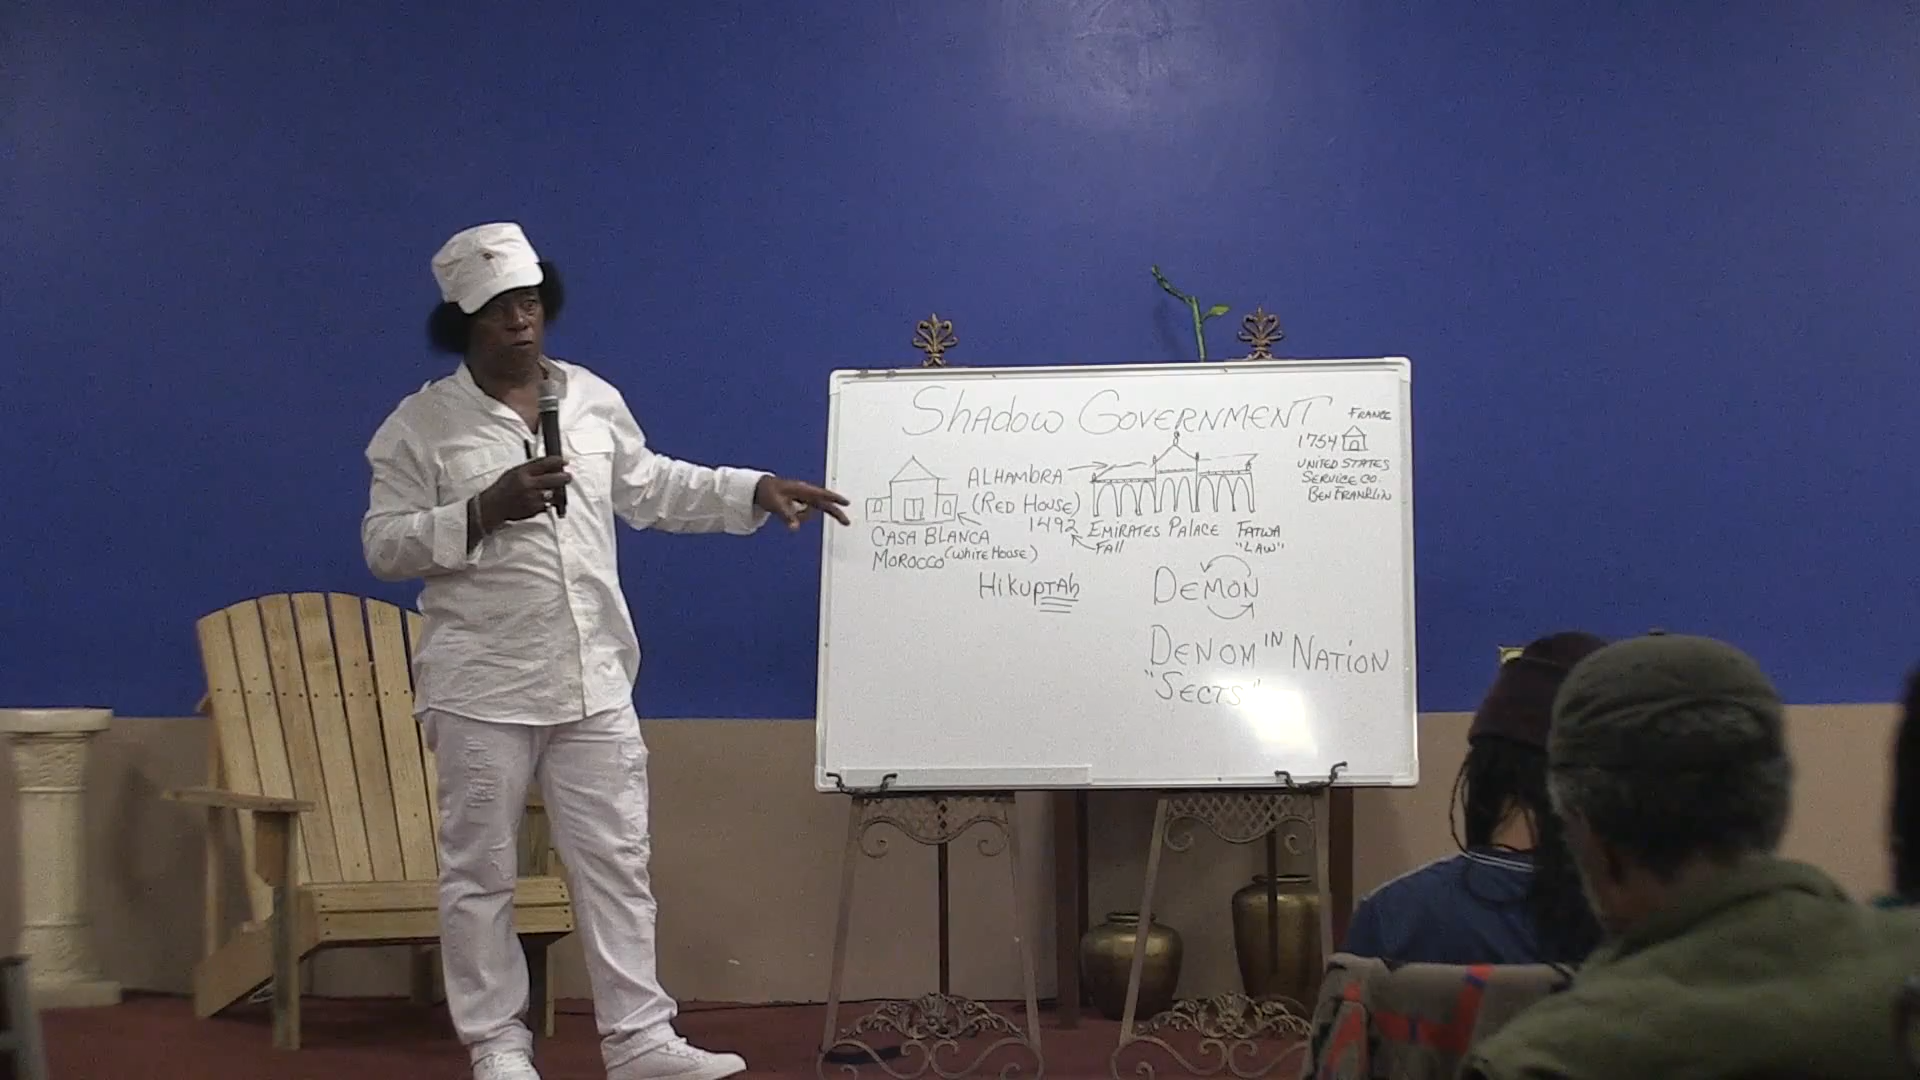 Shadow Government
France
1754
United States
Service Co.
Ben Franklin
Alhambra
(Red House)
1492
Fall
Casa Blanca
Morocco (White House)
Emirates Palace
Fatwa
"Law"
Hikuptah
Demon
Denom in Nation
"Sects"